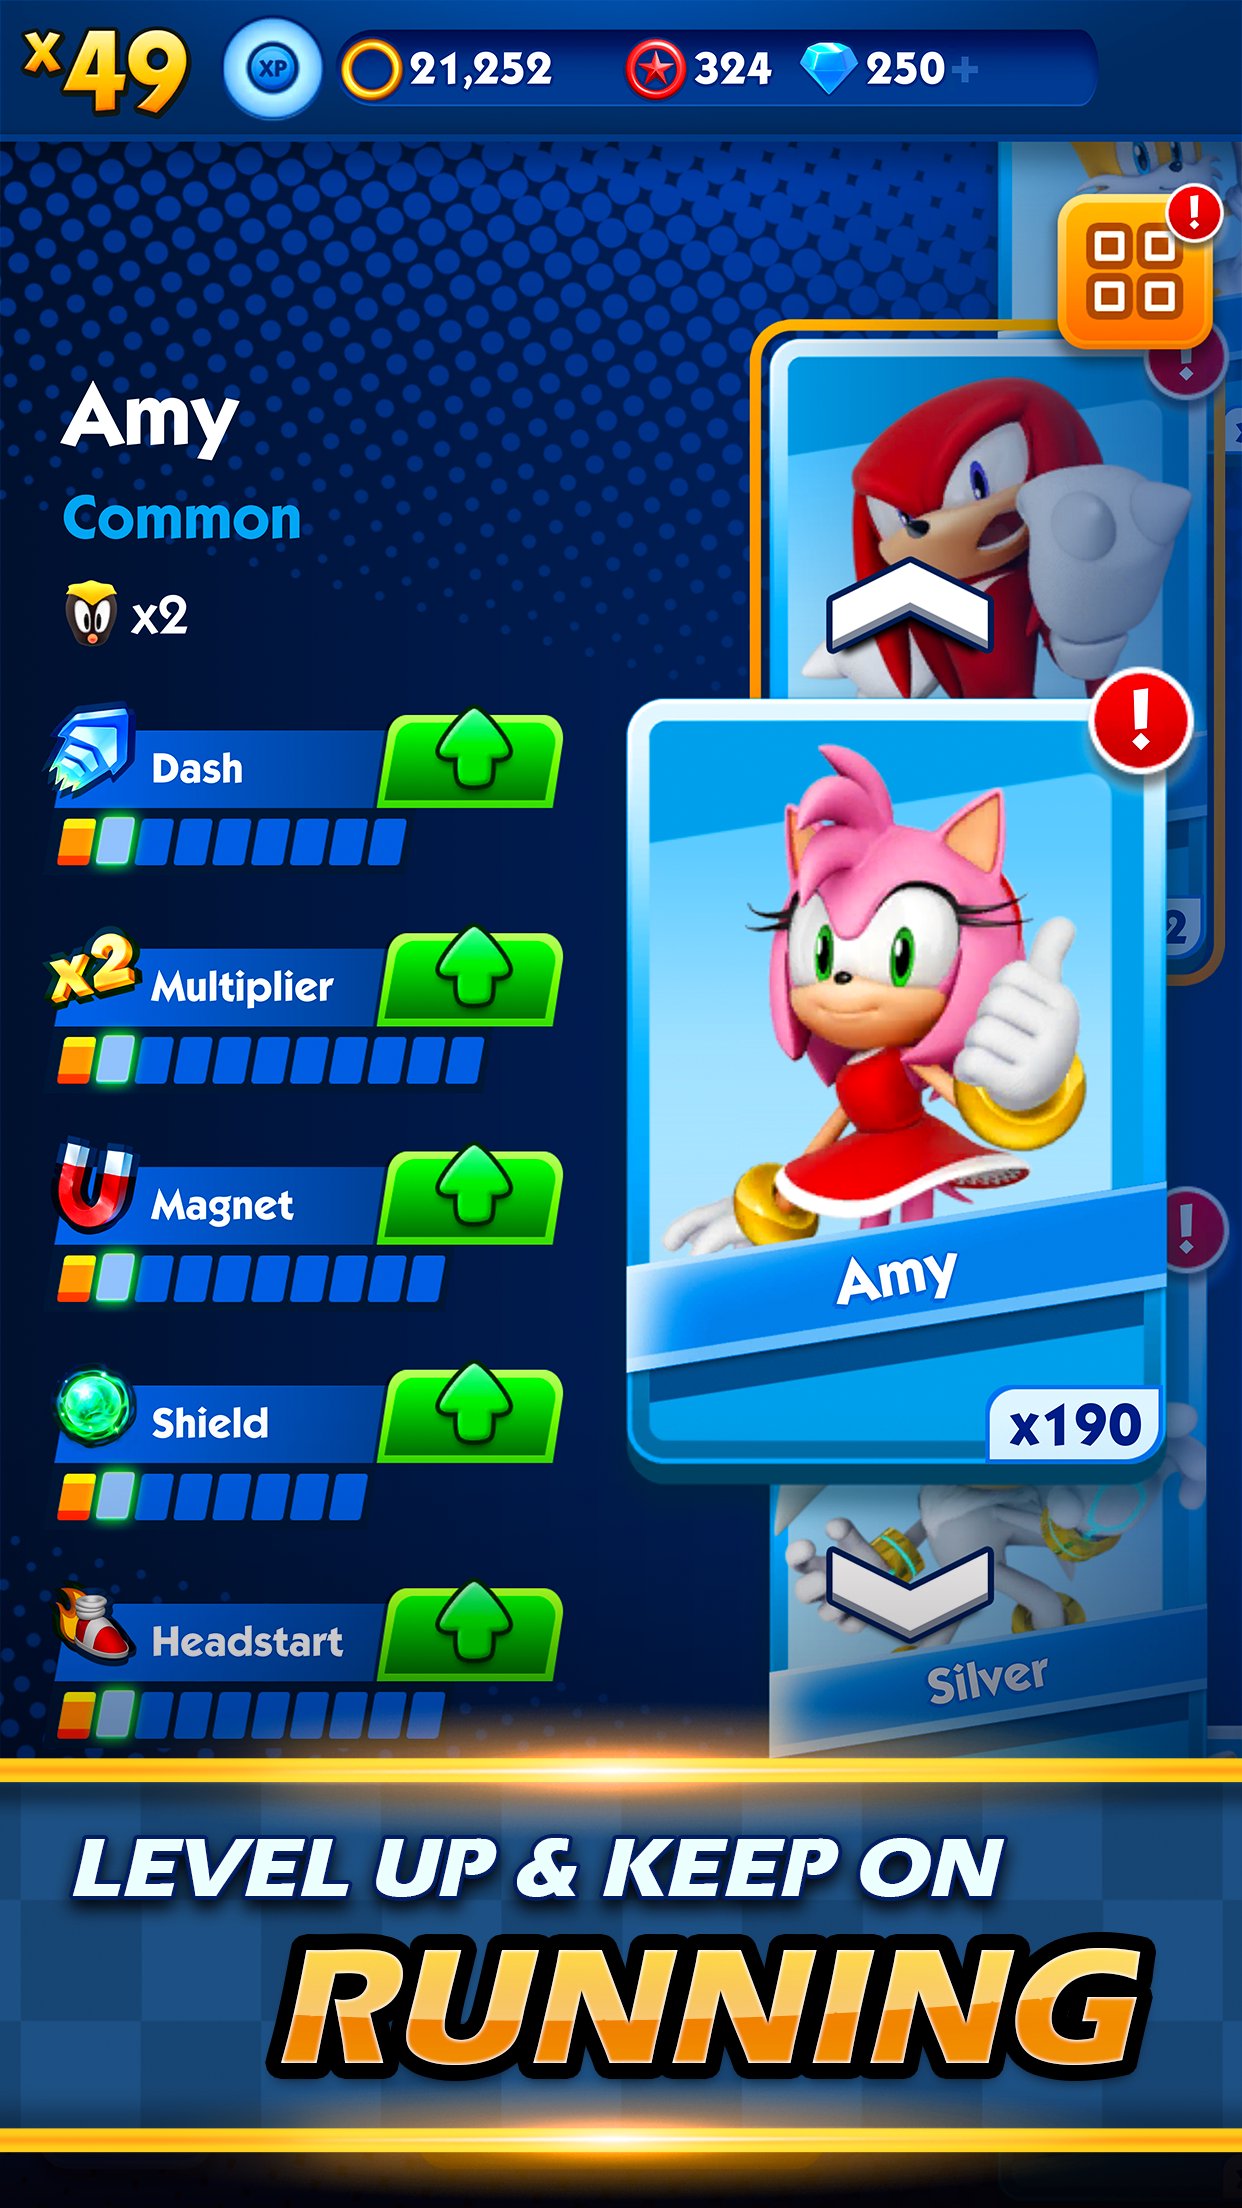 x49 XP 21,252 324 250 +
!
!
Amy
Common
x2
!
Dash
2
x2 Multiplier
Magnet
!
Amy
x190
Shield
Headstart
Silver
LEVEL UP & KEEP ON
RUNNING